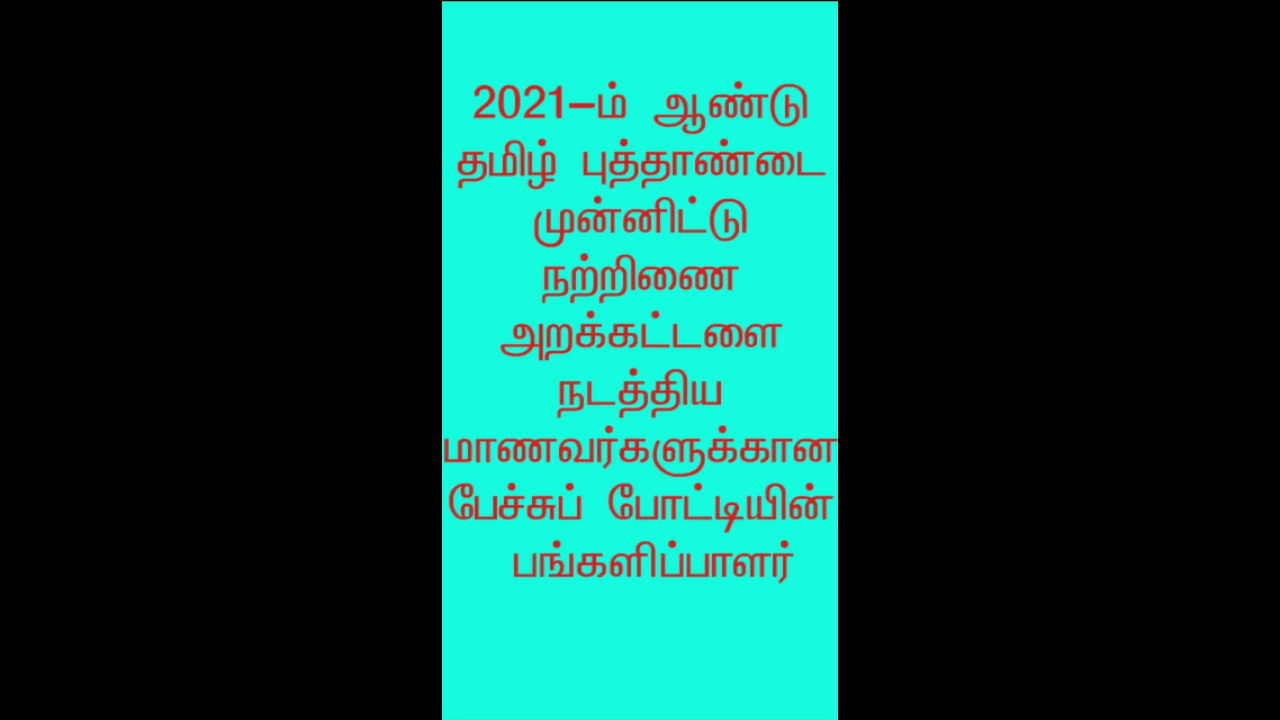 2021-ம் ஆண்டு
தமிழ் புத்தாண்டை
முன்னிட்டு
நற்றிணை
அறக்கட்டளை
நடத்திய
மாணவர்களுக்கான
பேச்சுப் போட்டியின்
பங்களிப்பாளர்